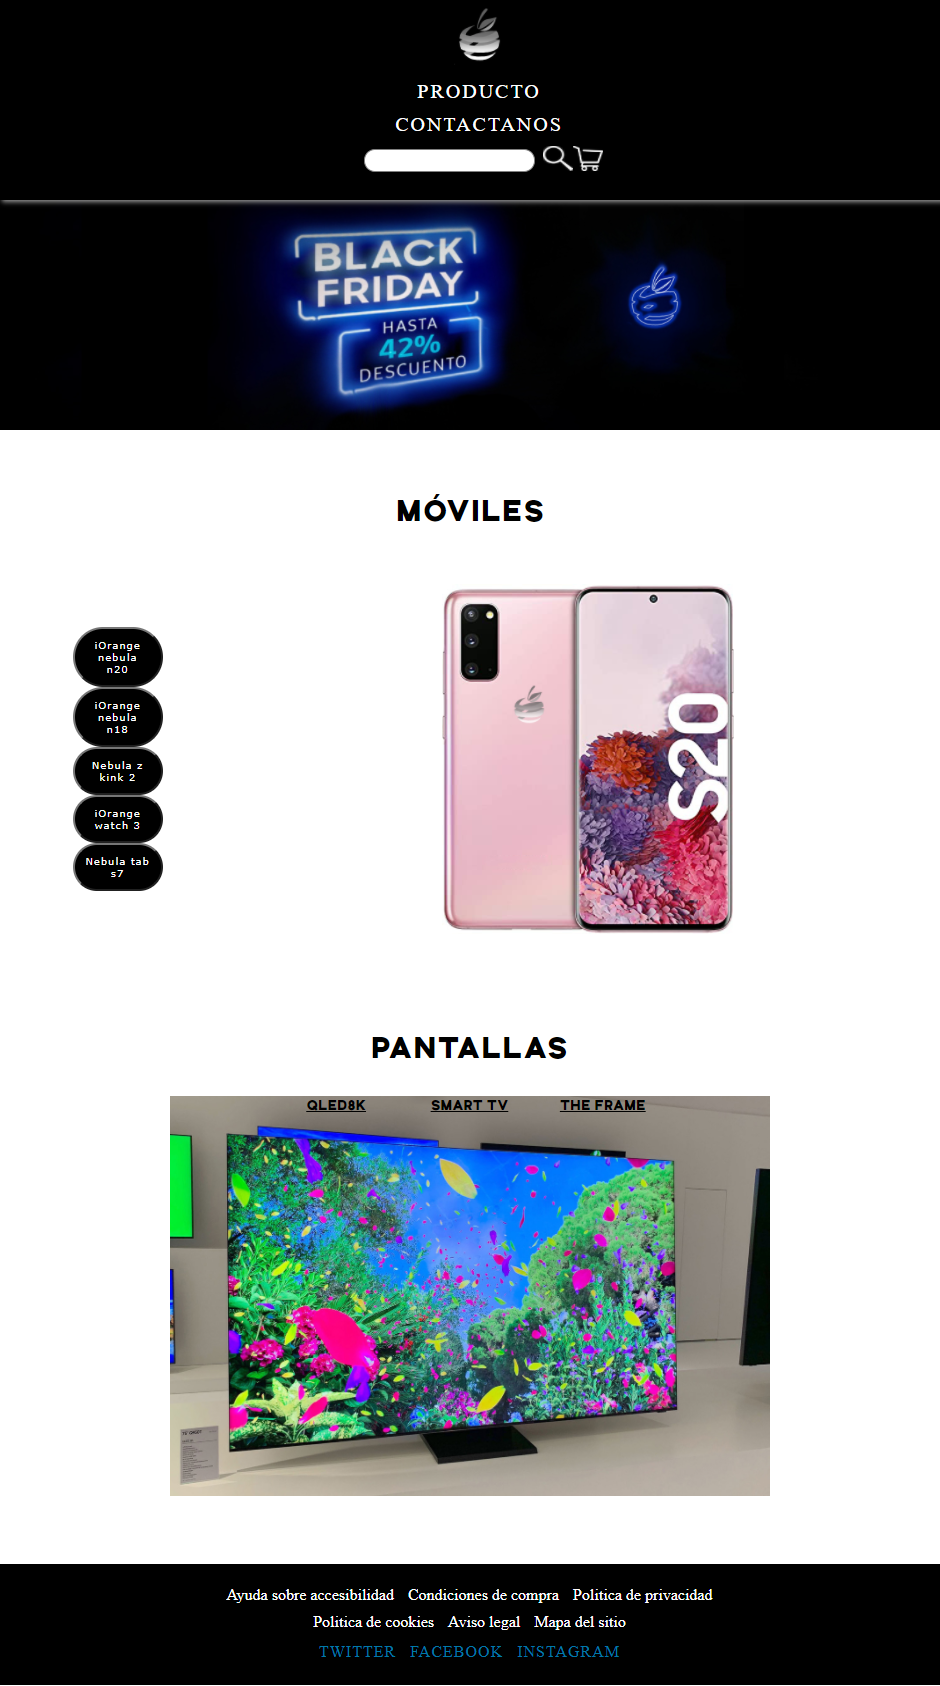 PRODUCTO
CONTACTANOS
BLACK
FRIDAY
HASTA
42%
DESCUENTO
MÓVILES
iOrange
nebula
n20
iOrange
nebula
n18
Nebula z
kink 2
iOrange
watch 3
Nebula tab
s7
S20
PANTALLAS
QLED8K SMART TV THE FRAME
Ayuda sobre accesibilidad Condiciones de compra Politica de privacidad
Politica de cookies Aviso legal Mapa del sitio
TWITTER FACEBOOK INSTAGRAM